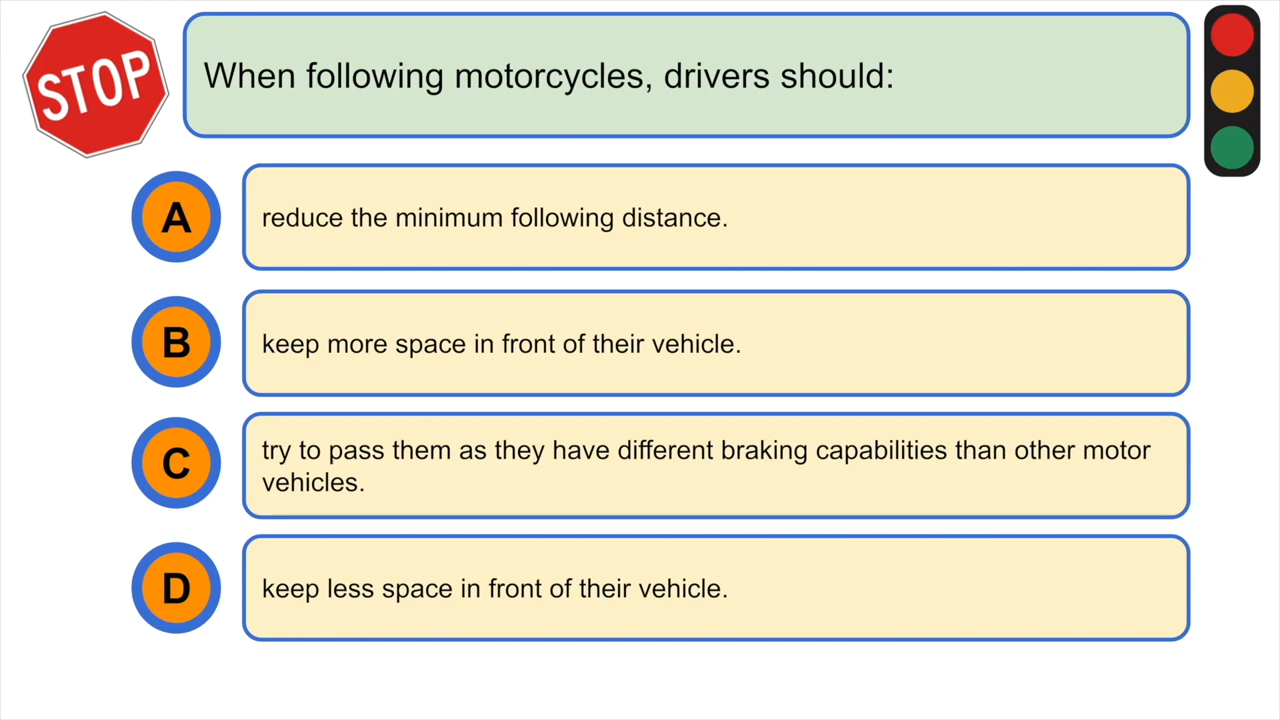 STOP
When following motorcycles, drivers should:
A
reduce the minimum following distance.
B
keep more space in front of their vehicle.
C
try to pass them as they have different braking capabilities than other motor
vehicles.
D
keep less space in front of their vehicle.